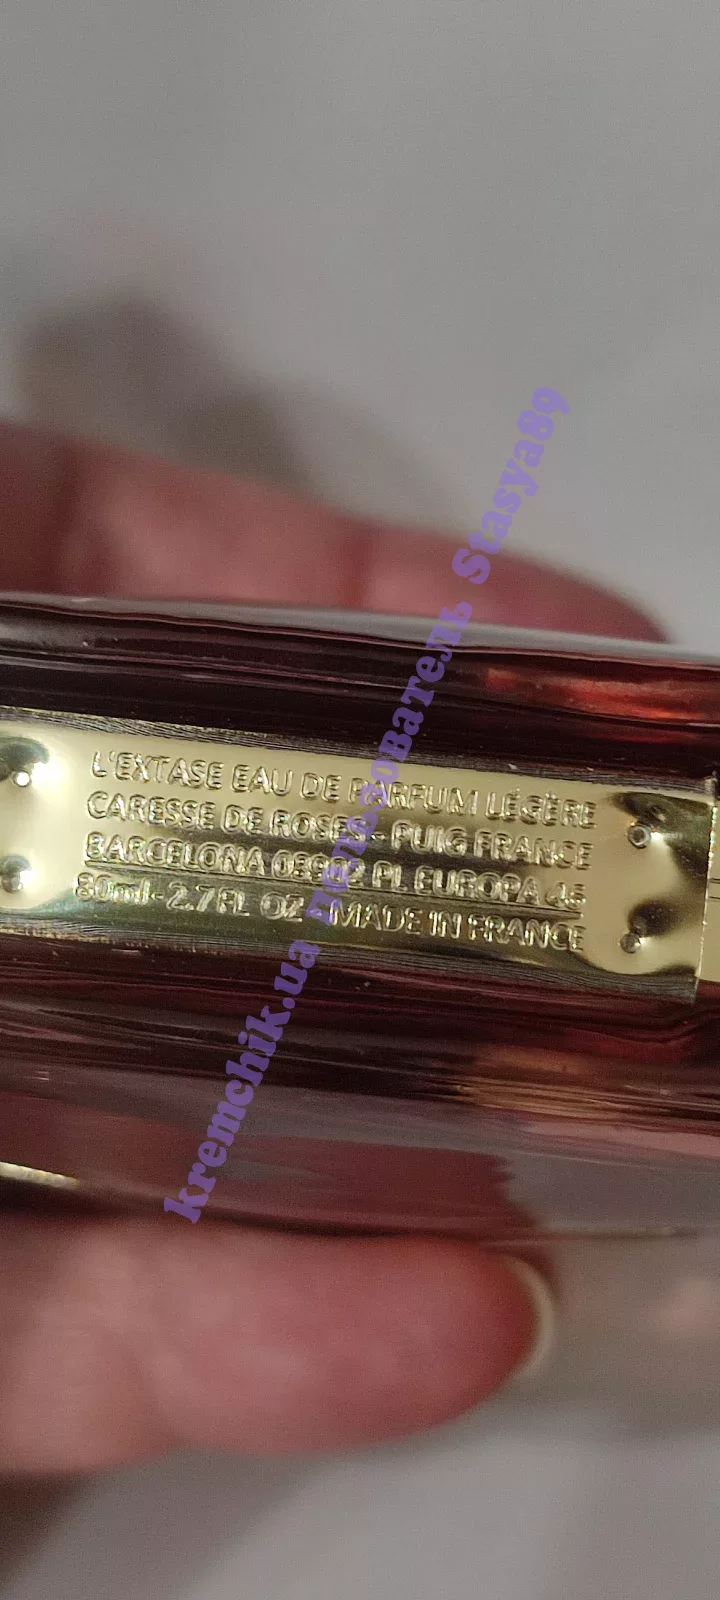 L'EXTASE EAU DE PARFUM LÉGÈRE
CARESSE DE ROSES - PUIG FRANCE
BARCELONA 08902 PL EUROPA 46
80ml - 2.7FL OZ - MADE IN FRANCE
kremchik.ua пользователь Stasya89